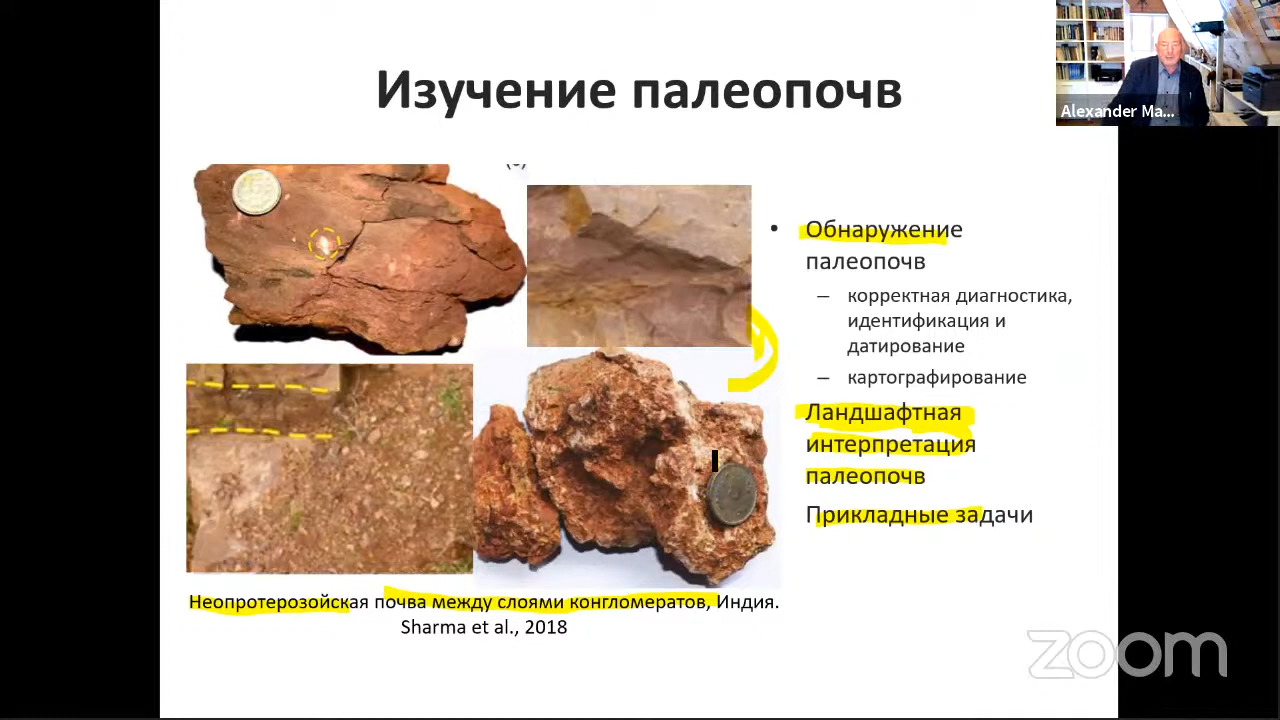 Изучение палеопочв
Alexander Ma...
• Обнаружение
палеопочв
– корректная диагностика,
идентификация и
датирование
– картографирование
Ландшафтная
интерпретация
палеопочв
Прикладные задачи
Неопротерозойская почва между слоями конгломератов, Индия.
Sharma et al., 2018
zoom